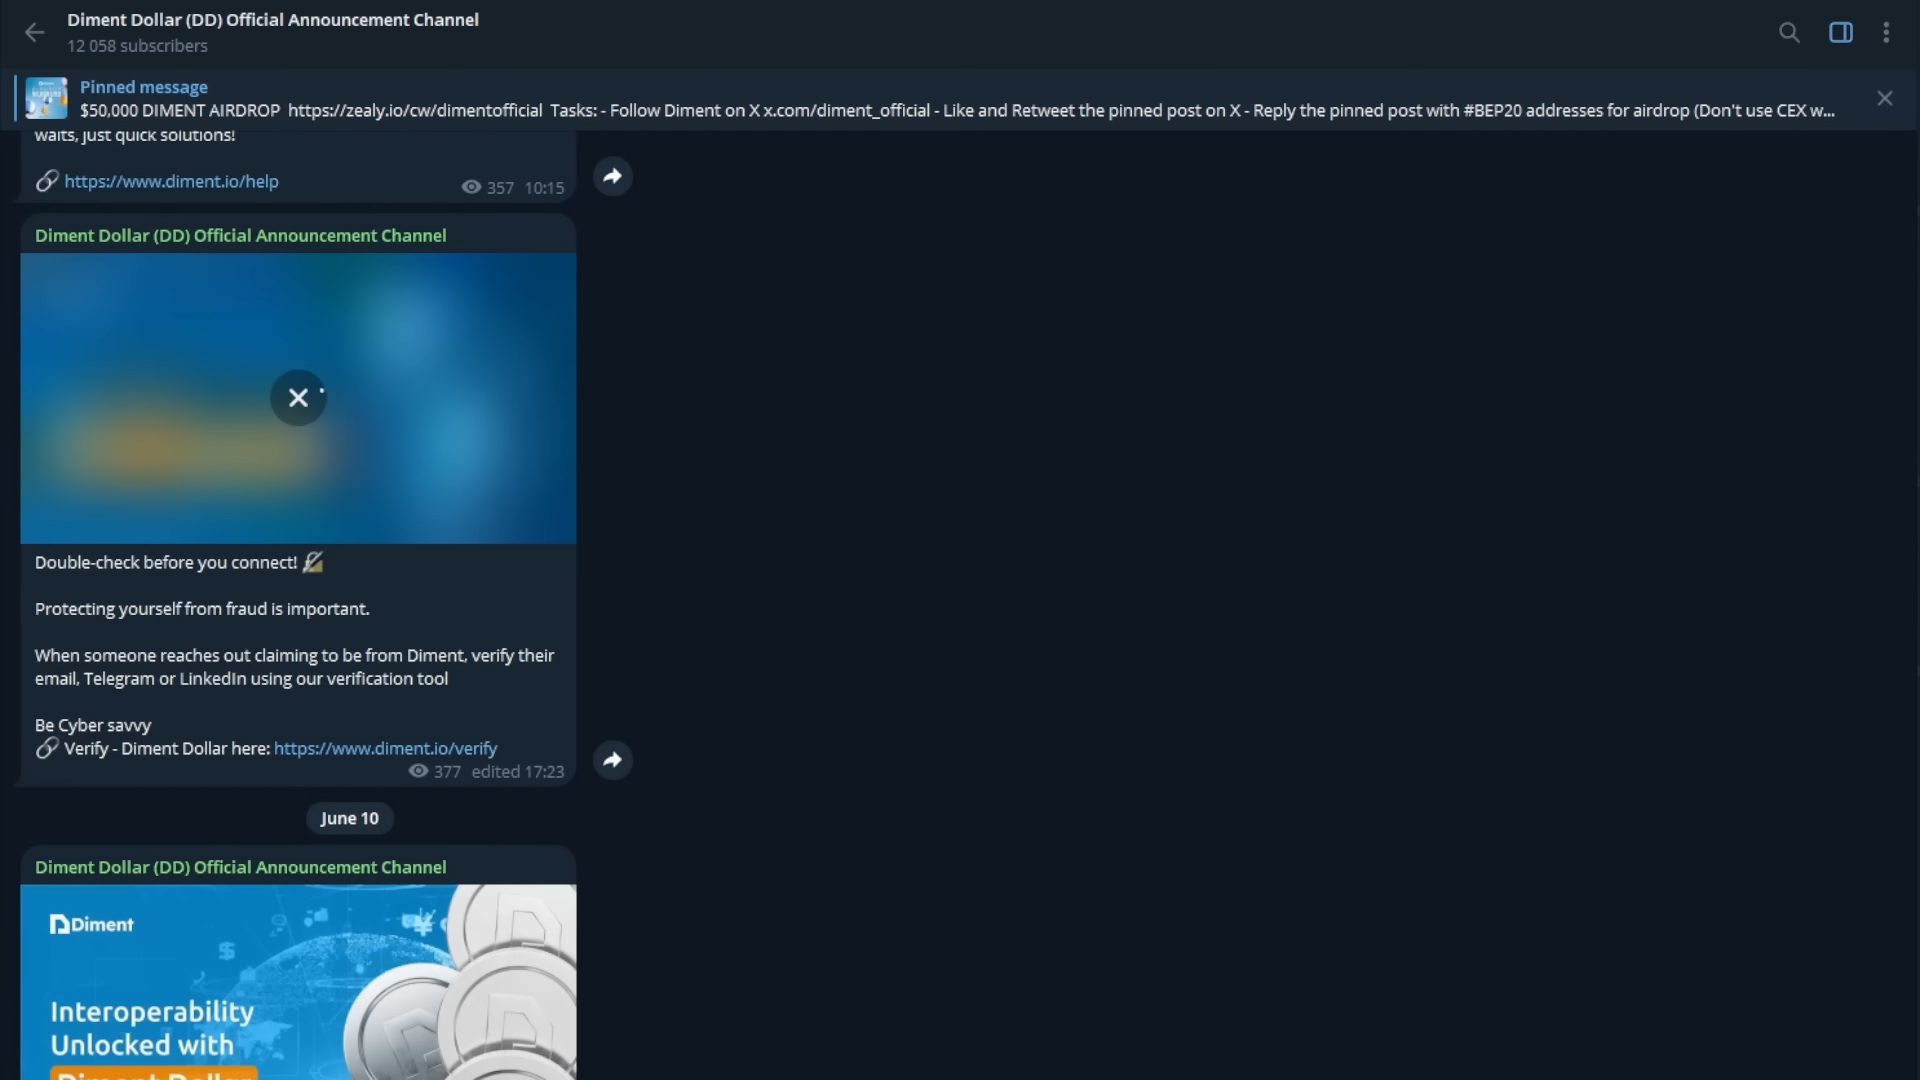 Diment Dollar (DD) Official Announcement Channel
12 058 subscribers
Pinned message
$50,000 DIMENT AIRDROP https://zealy.io/cw/dimentofficial Tasks: - Follow Diment on X x.com/diment_official - Like and Retweet the pinned post on X - Reply the pinned post with #BEP20 addresses for airdrop (Don't use CEX w...
waits, just quick solutions!
https://www.diment.io/help
357 10:15
Diment Dollar (DD) Official Announcement Channel
Double-check before you connect!
Protecting yourself from fraud is important.
When someone reaches out claiming to be from Diment, verify their
email, Telegram or LinkedIn using our verification tool
Be Cyber savvy
Verify - Diment Dollar here: https://www.diment.io/verify
377 edited 17:23
June 10
Diment Dollar (DD) Official Announcement Channel
Diment
Interoperability
Unlocked with
Diment Dollar